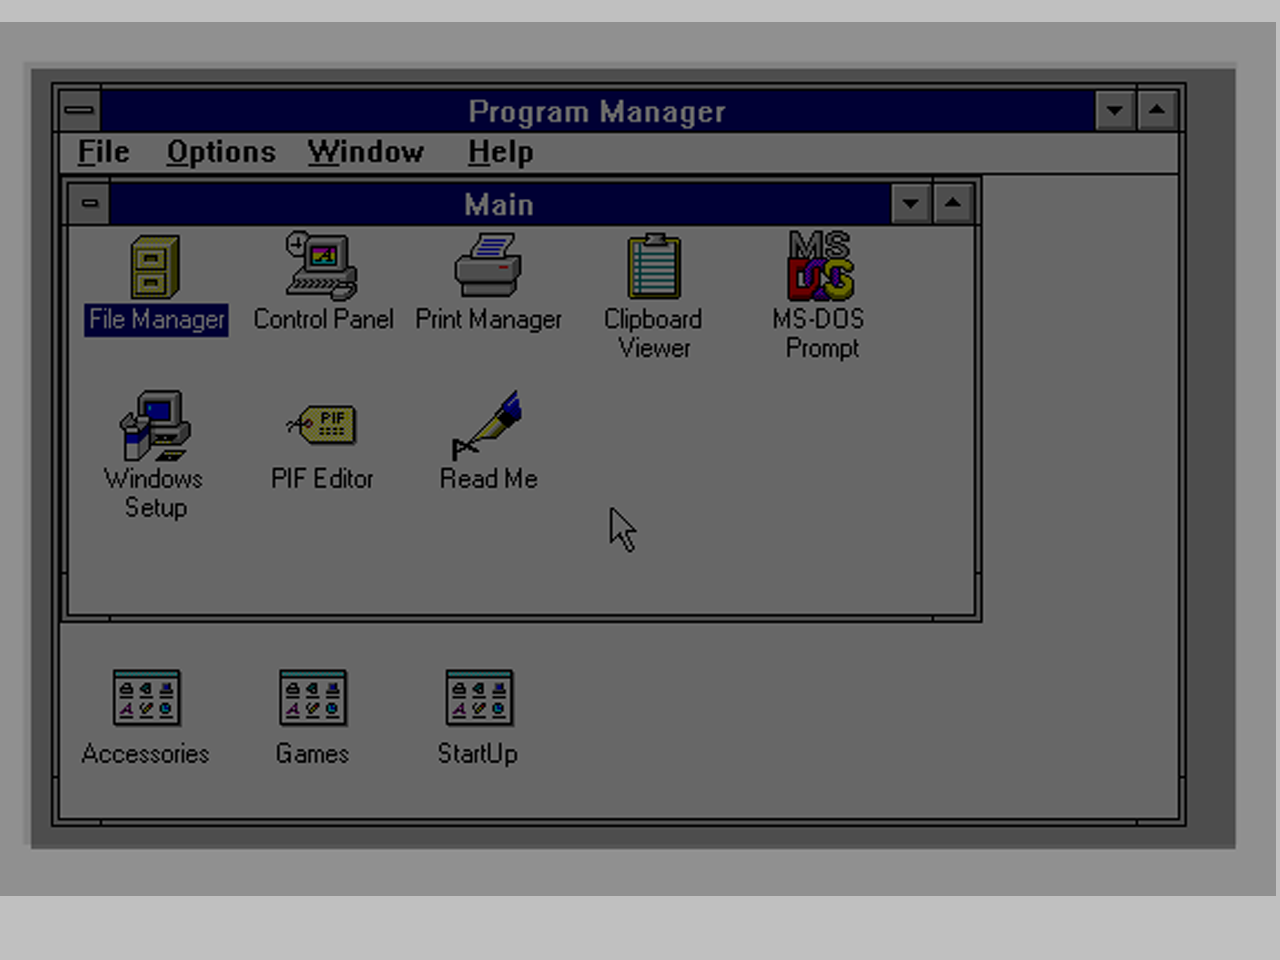 Program Manager
File Options Window Help
Main
MS
DOS
File Manager Control Panel Print Manager Clipboard Viewer MS-DOS Prompt
PIF
Windows Setup PIF Editor Read Me
Accessories Games StartUp